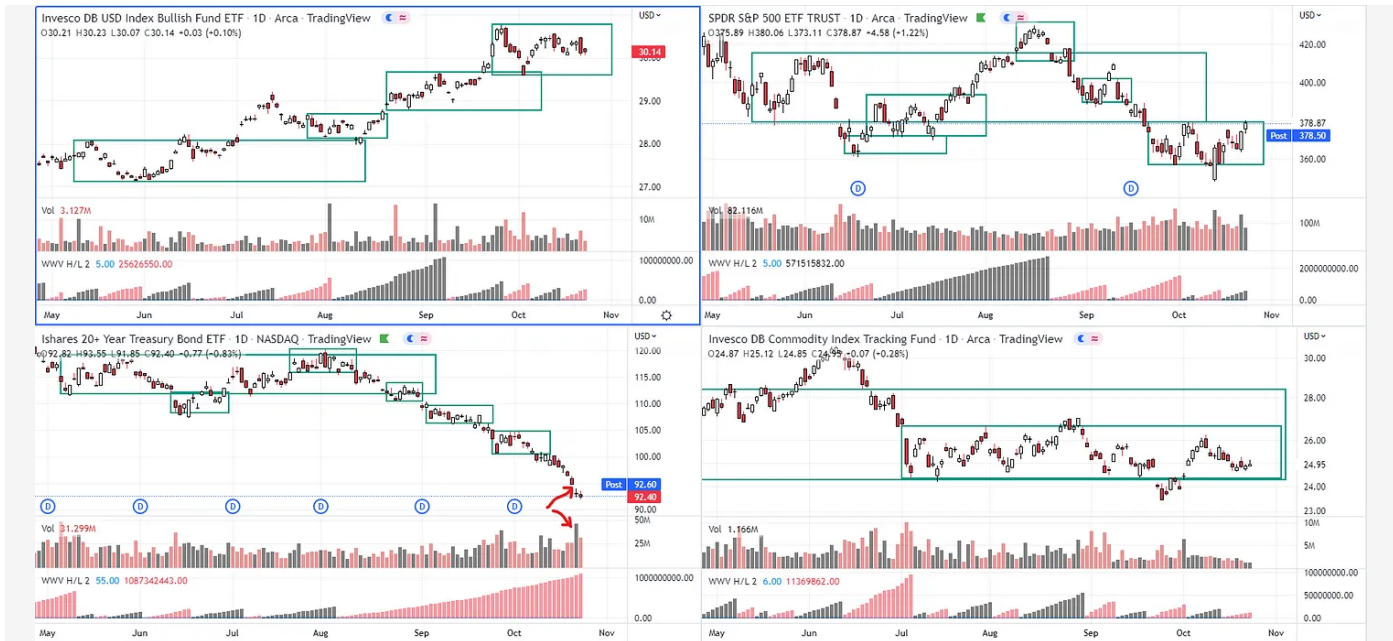 Invesco DB USD Index Bullish Fund ETF · 1D · Arca · TradingView
USD
O30.21 H30.23 L30.07 C30.14 +0.03 (+0.10%)
30.14
30.00
29.00
28.00
27.00
Vol 3.127M
10M
WWV H/L 2 5.00 25626550.00
100000000.00
0.00
May Jun Jul Aug Sep Oct Nov
SPDR S&P 500 ETF TRUST · 1D · Arca · TradingView
USD
O375.89 H380.06 L373.11 C378.87 +4.58 (+1.22%)
420.00
400.00
378.87
Post 378.50
360.00
D D
Vol 82.116M
100M
WWV H/L 2 5.00 571515832.00
2000000000.00
0.00
May Jun Jul Aug Sep Oct Nov
Ishares 20+ Year Treasury Bond ETF · 1D · NASDAQ · TradingView
USD
O92.82 H93.55 L91.85 C92.40 -0.77 (-0.83%)
120.00
115.00
110.00
105.00
100.00
Post 92.60
92.40
90.00
D D D D D D
Vol 31.299M
50M
25M
WWV H/L 2 55.00 1087342443.00
1000000000.00
0.00
May Jun Jul Aug Sep Oct Nov
Invesco DB Commodity Index Tracking Fund · 1D · Arca · TradingView
USD
O24.87 H25.12 L24.85 C24.95 +0.07 (+0.28%)
30.00
28.00
26.00
24.95
24.00
23.00
Vol 1.166M
10M
5M
WWV H/L 2 6.00 11369862.00
100000000.00
50000000.00
0.00
May Jun Jul Aug Sep Oct Nov